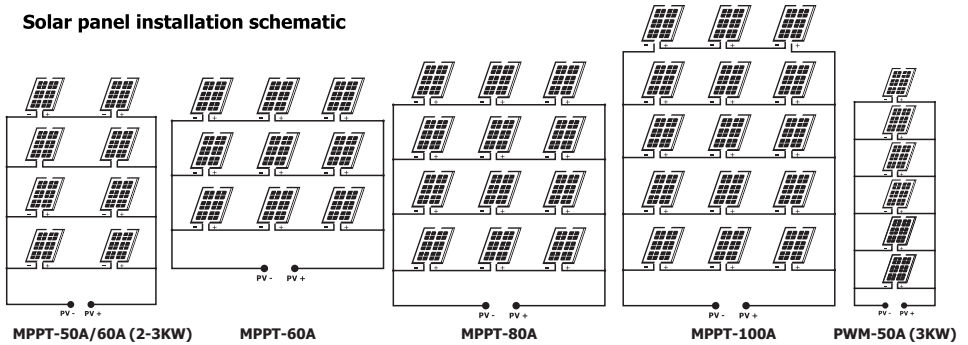 Solar panel installation schematic
PV - PV +
PV - PV +
PV - PV +
PV - PV +
PV - PV +
MPPT-50A/60A (2-3KW)
MPPT-60A
MPPT-80A
MPPT-100A
PWM-50A (3KW)